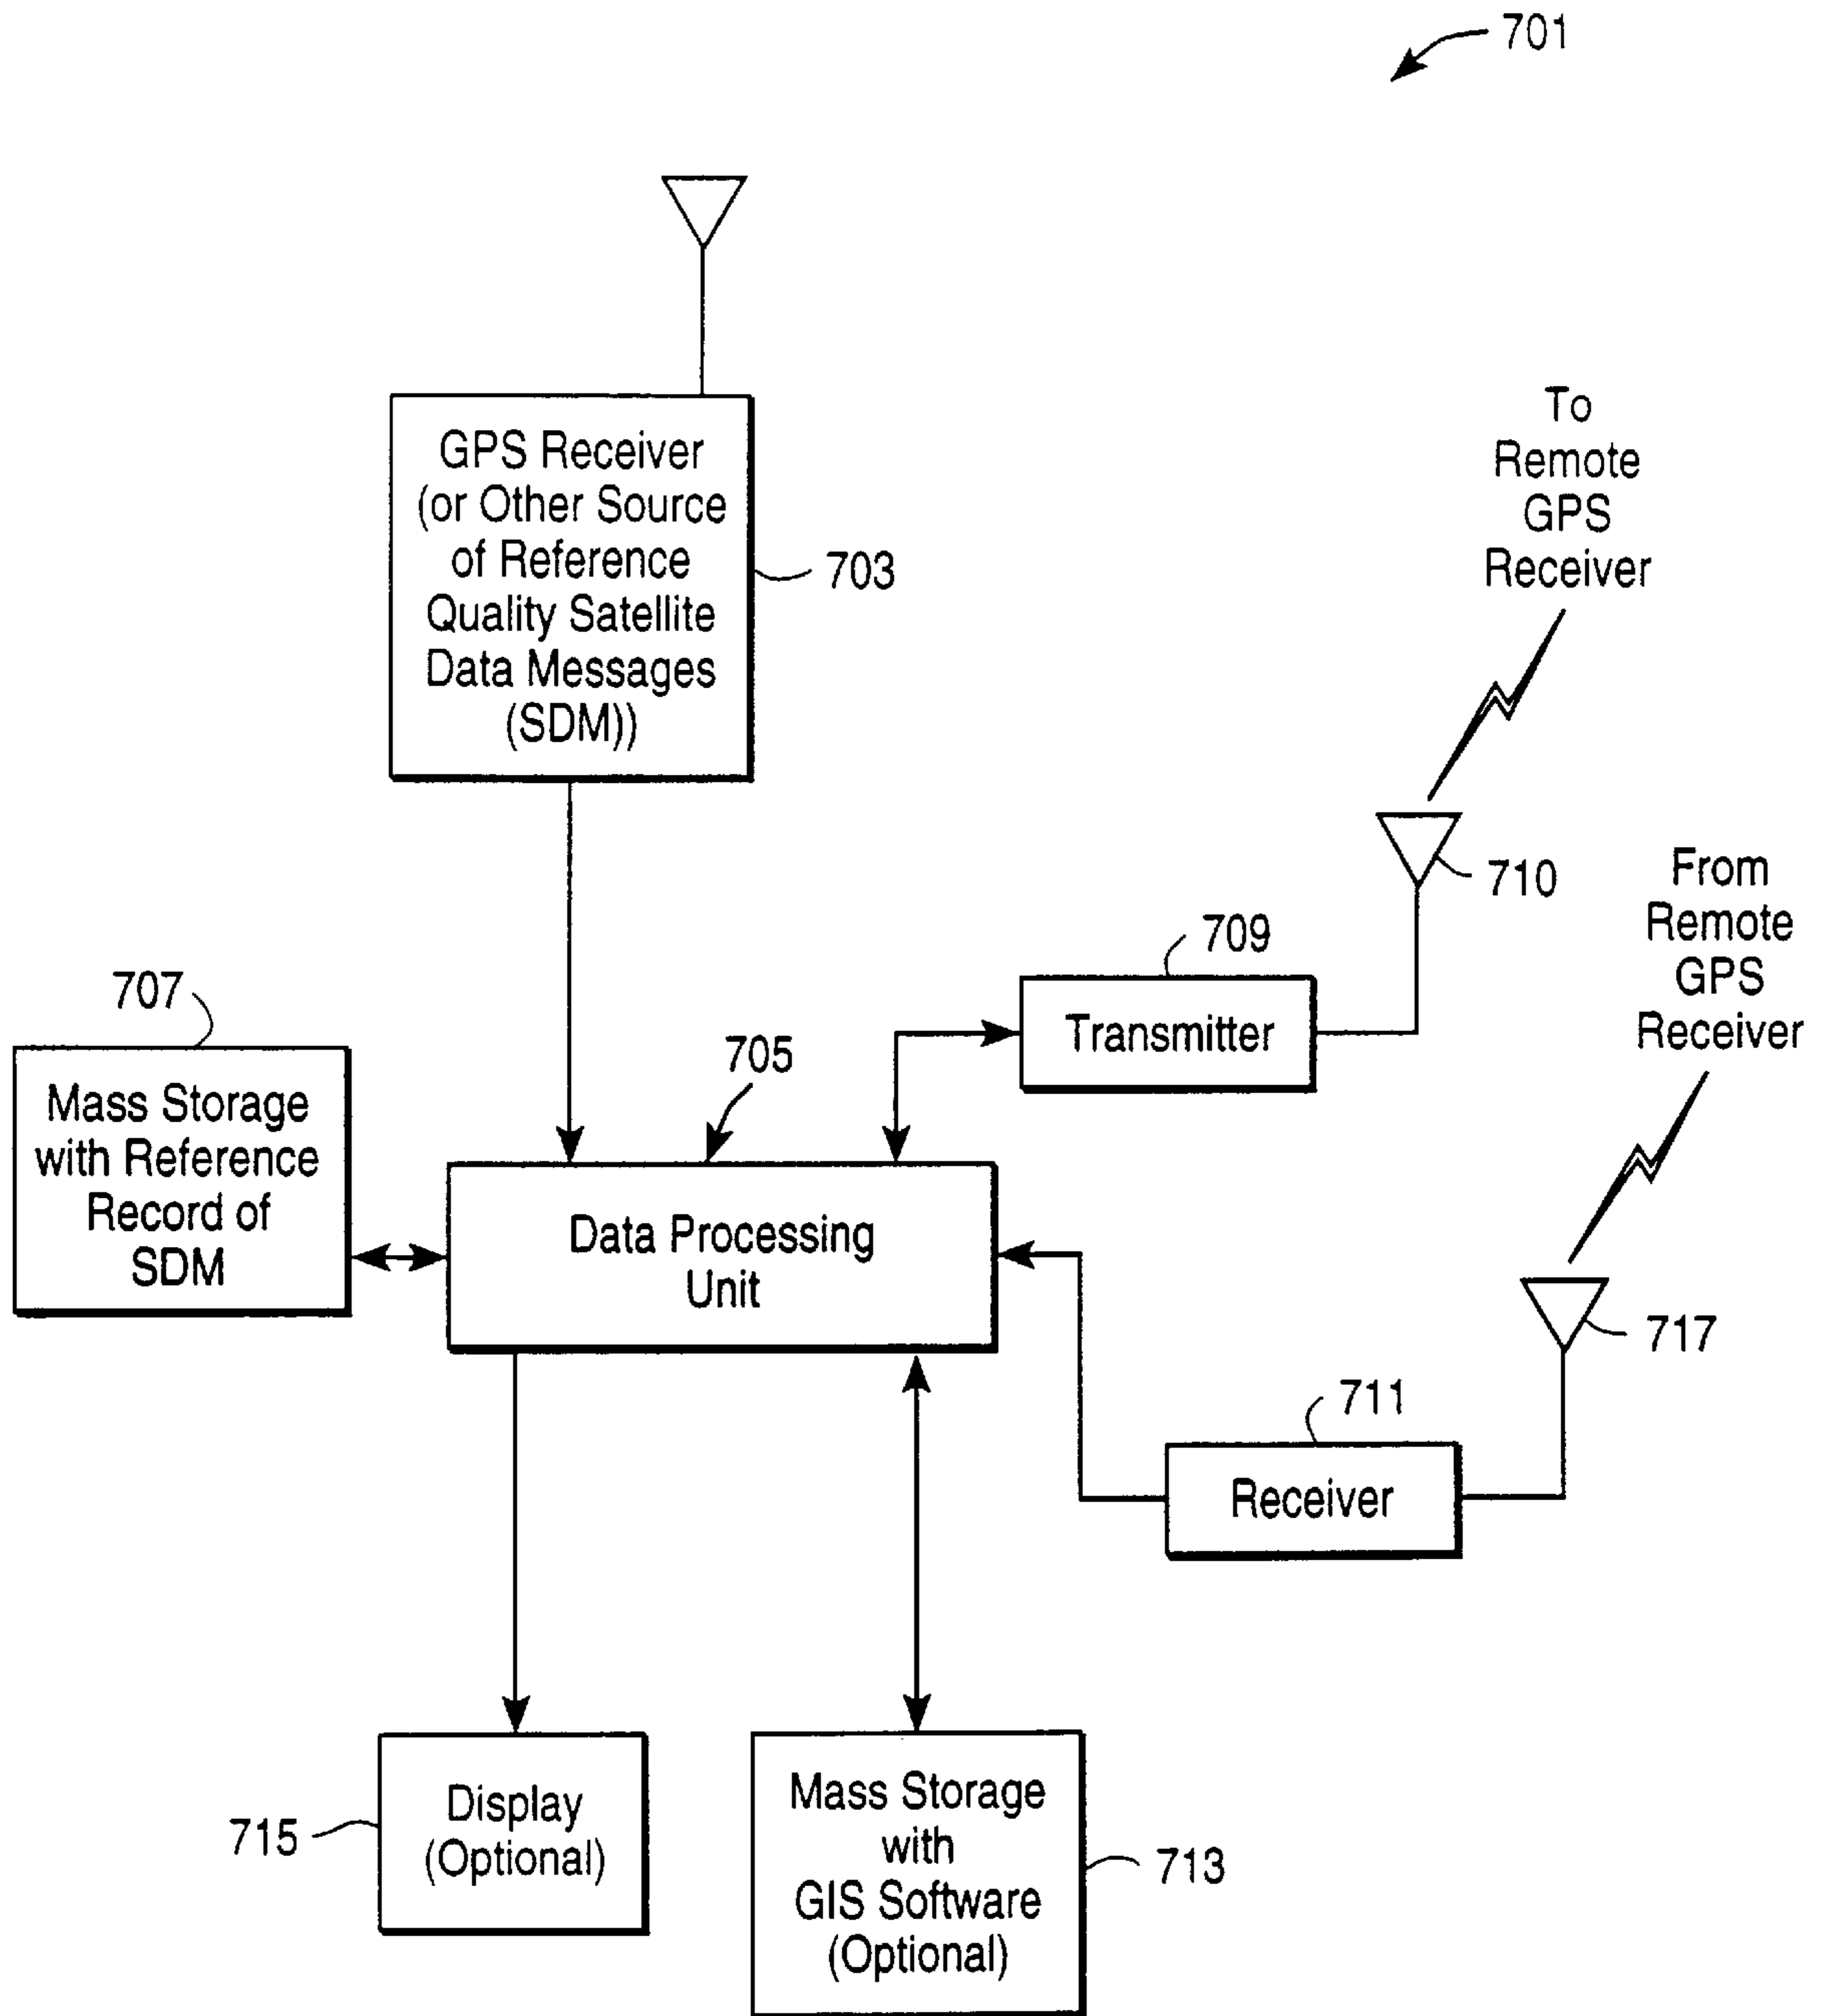 701
GPS Receiver
(or Other Source
of Reference
Quality Satellite
Data Messages
(SDM))
703
To
Remote
GPS
Receiver
710
From
Remote
GPS
Receiver
709
Transmitter
707
Mass Storage
with Reference
Record of
SDM
705
Data Processing
Unit
717
711
Receiver
715
Display
(Optional)
Mass Storage
with
GIS Software
(Optional)
713